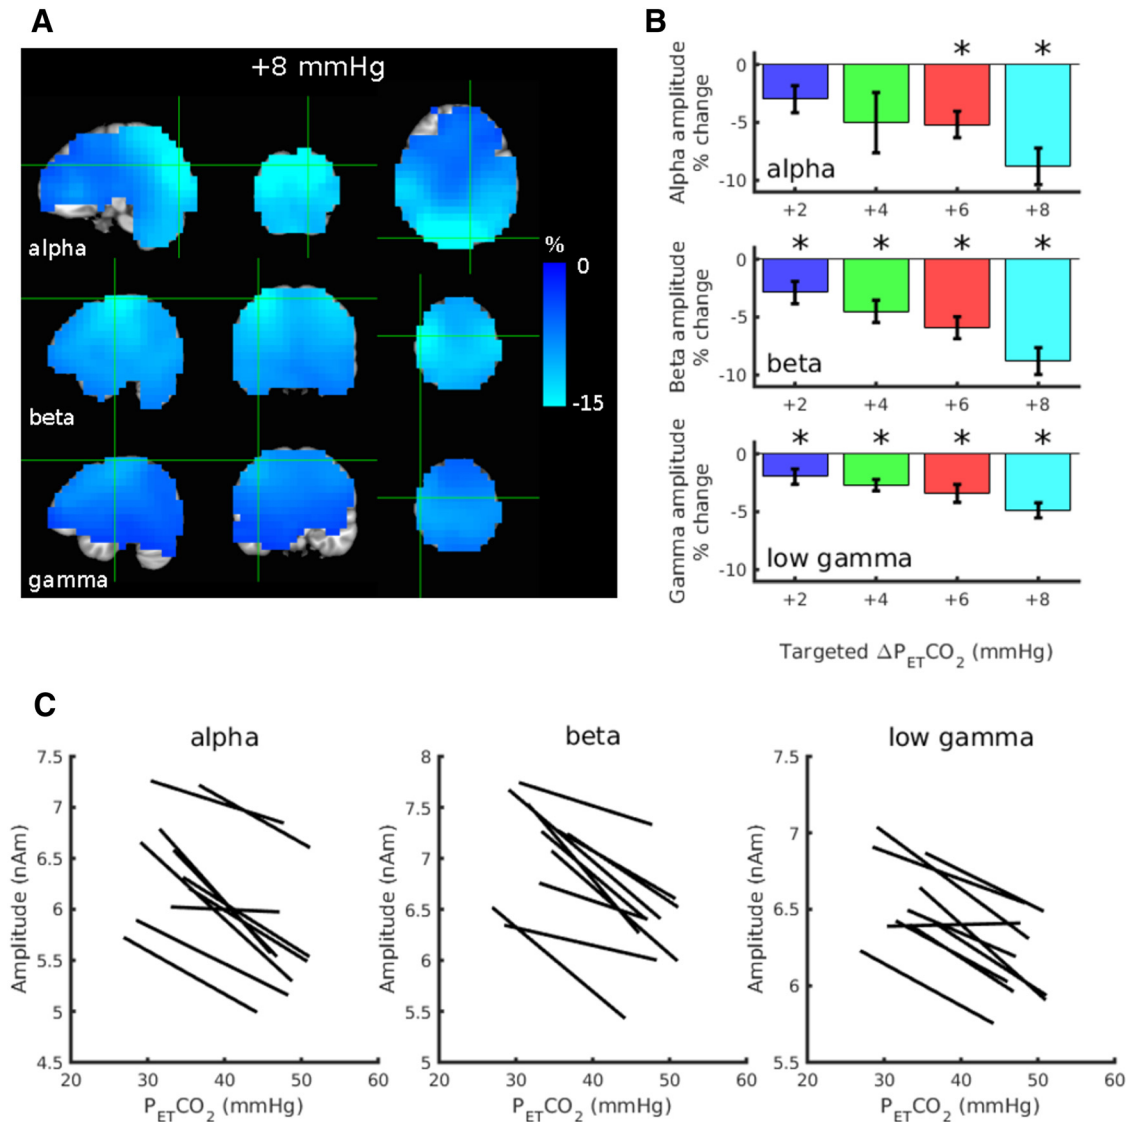 A
+8 mmHg
alpha
beta
gamma
%
0
-15
B
Alpha amplitude
% change
0
-5
-10
* *
alpha
+2 +4 +6 +8
Beta amplitude
% change
0
-5
-10
* * * *
beta
+2 +4 +6 +8
Gamma amplitude
% change
0
-5
-10
* * * *
low gamma
+2 +4 +6 +8
Targeted ΔP_ETCO_2 (mmHg)
C
alpha
Amplitude (nAm)
7.5
7
6.5
6
5.5
5
4.5
20 30 40 50 60
P_ETCO_2 (mmHg)
beta
Amplitude (nAm)
8
7.5
7
6.5
6
5.5
5
20 30 40 50 60
P_ETCO_2 (mmHg)
low gamma
Amplitude (nAm)
7.5
7
6.5
6
5.5
20 30 40 50 60
P_ETCO_2 (mmHg)